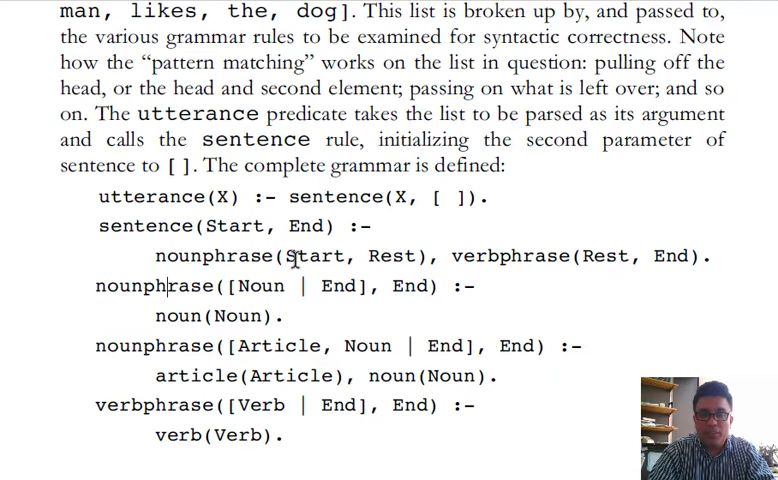 man, likes, the, dog]. This list is broken up by, and passed to,
the various grammar rules to be examined for syntactic correctness. Note
how the “pattern matching” works on the list in question: pulling off the
head, or the head and second element; passing on what is left over; and so
on. The utterance predicate takes the list to be parsed as its argument
and calls the sentence rule, initializing the second parameter of
sentence to [ ]. The complete grammar is defined:
utterance(X) :- sentence(X, [ ]).
sentence(Start, End) :-
nounphrase(Start, Rest), verbphrase(Rest, End).
nounphrase([Noun | End], End) :-
noun(Noun).
nounphrase([Article, Noun | End], End) :-
article(Article), noun(Noun).
verbphrase([Verb | End], End) :-
verb(Verb).